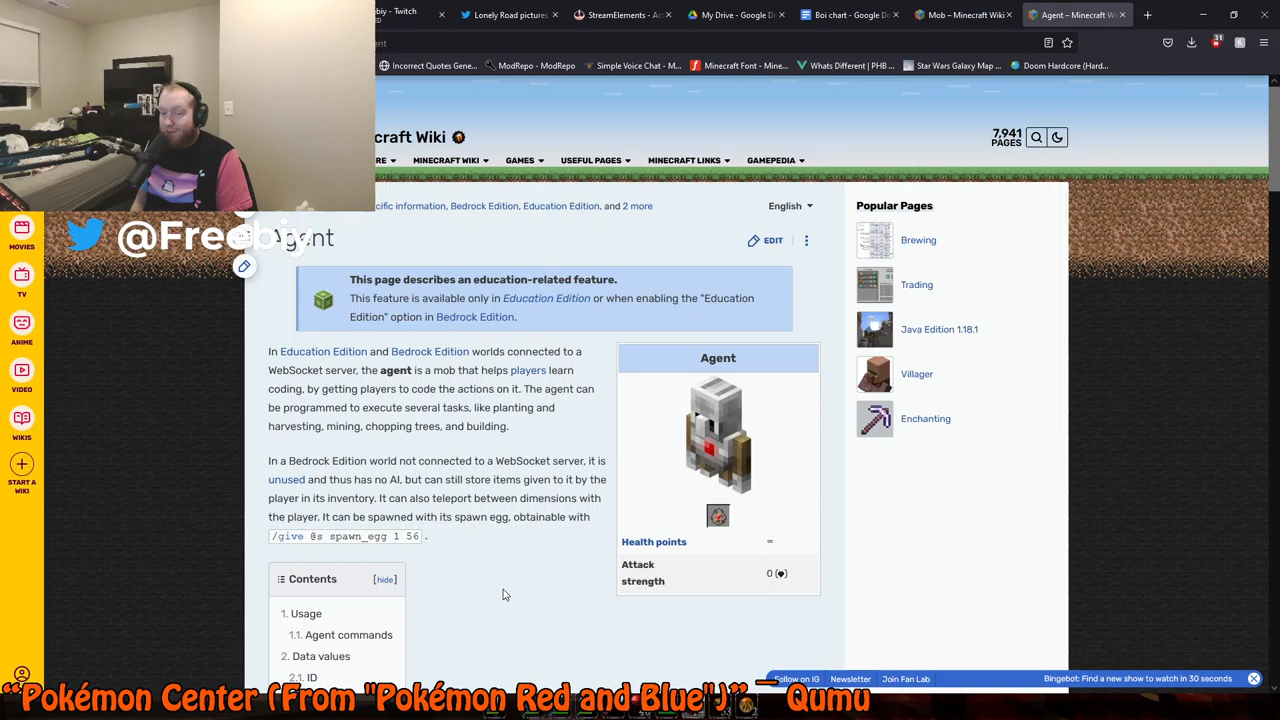 biy - Twitch
Lonely Road pictures
StreamElements - Ac
My Drive - Google D
Boi chart - Google Do
Mob – Minecraft Wiki
Agent – Minecraft Wi
ent
31
Incorrect Quotes Gene...
ModRepo - ModRepo
Simple Voice Chat - M...
Minecraft Font - Mine...
Whats Different | PHB ...
Star Wars Galaxy Map ...
Doom Hardcore (Hard...
craft Wiki
7,941
PAGES
RE
MINECRAFT WIKI
GAMES
USEFUL PAGES
MINECRAFT LINKS
GAMEPEDIA
MOVIES
TV
ANIME
VIDEO
WIKIS
START A
WIKI
@Freebiy
cific information, Bedrock Edition, Education Edition, and 2 more
English
Agent
EDIT
This page describes an education-related feature.
This feature is available only in Education Edition or when enabling the "Education
Edition" option in Bedrock Edition.
In Education Edition and Bedrock Edition worlds connected to a
WebSocket server, the agent is a mob that helps players learn
coding, by getting players to code the actions on it. The agent can
be programmed to execute several tasks, like planting and
harvesting, mining, chopping trees, and building.
In a Bedrock Edition world not connected to a WebSocket server, it is
unused and thus has no AI, but can still store items given to it by the
player in its inventory. It can also teleport between dimensions with
the player. It can be spawned with its spawn egg, obtainable with
/give @s spawn_egg 1 56 .
Agent
Health points ∞
Attack
strength
0 (♥)
Contents [hide]
1. Usage
1.1. Agent commands
2. Data values
2.1. ID
Popular Pages
Brewing
Trading
Java Edition 1.18.1
Villager
Enchanting
Follow on IG
Newsletter
Join Fan Lab
Bingebot: Find a new show to watch in 30 seconds
“Pokémon Center (From "Pokémon Red and Blue")” — Qumu